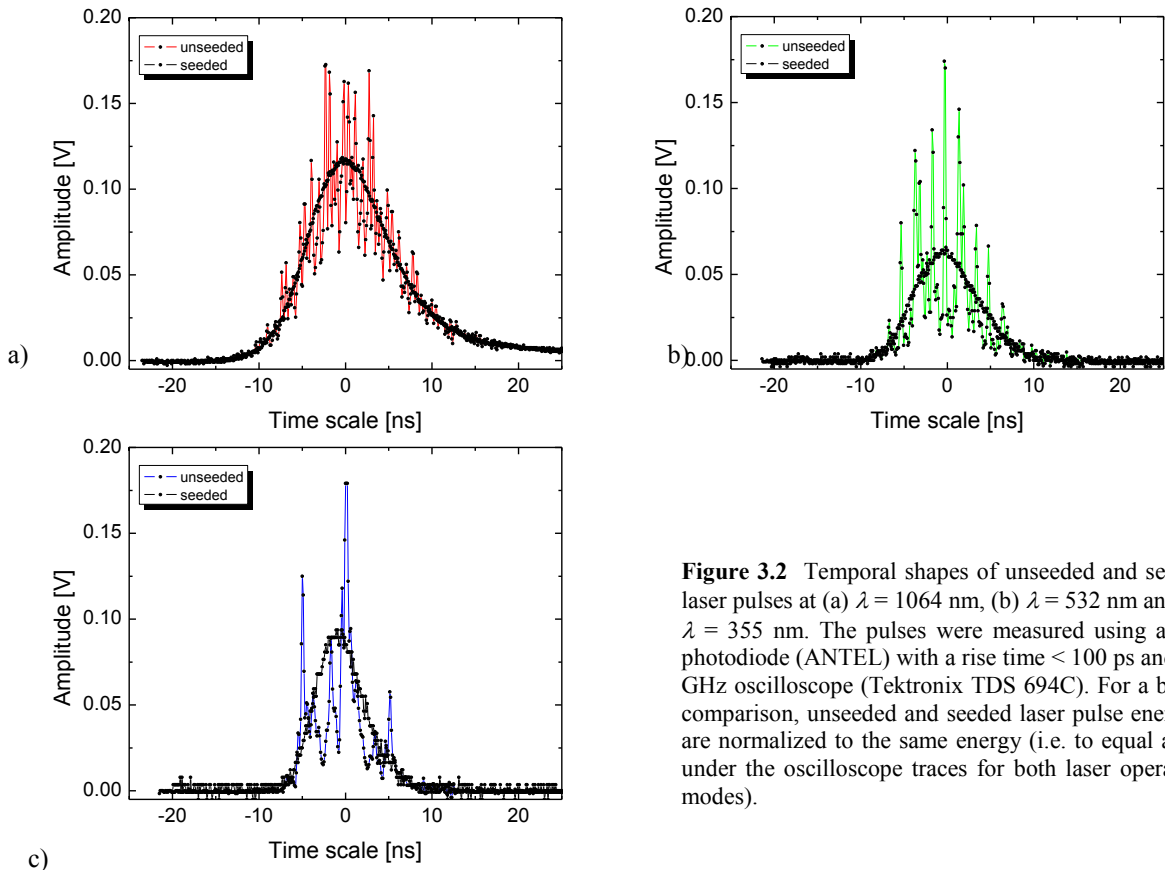 0.20
unseeded
seeded
0.15
0.10
0.05
0.00
Amplitude [V]
-20 -10 0 10 20
Time scale [ns]
a)
0.20
unseeded
seeded
0.15
0.10
0.05
0.00
Amplitude [V]
-20 -10 0 10 20
Time scale [ns]
b)
0.20
unseeded
seeded
0.15
0.10
0.05
0.00
Amplitude [V]
-20 -10 0 10 20
Time scale [ns]
c)
Figure 3.2 Temporal shapes of unseeded and se
laser pulses at (a) λ = 1064 nm, (b) λ = 532 nm an
λ = 355 nm. The pulses were measured using a
photodiode (ANTEL) with a rise time < 100 ps and
GHz oscilloscope (Tektronix TDS 694C). For a b
comparison, unseeded and seeded laser pulse ener
are normalized to the same energy (i.e. to equal a
under the oscilloscope traces for both laser opera
modes).